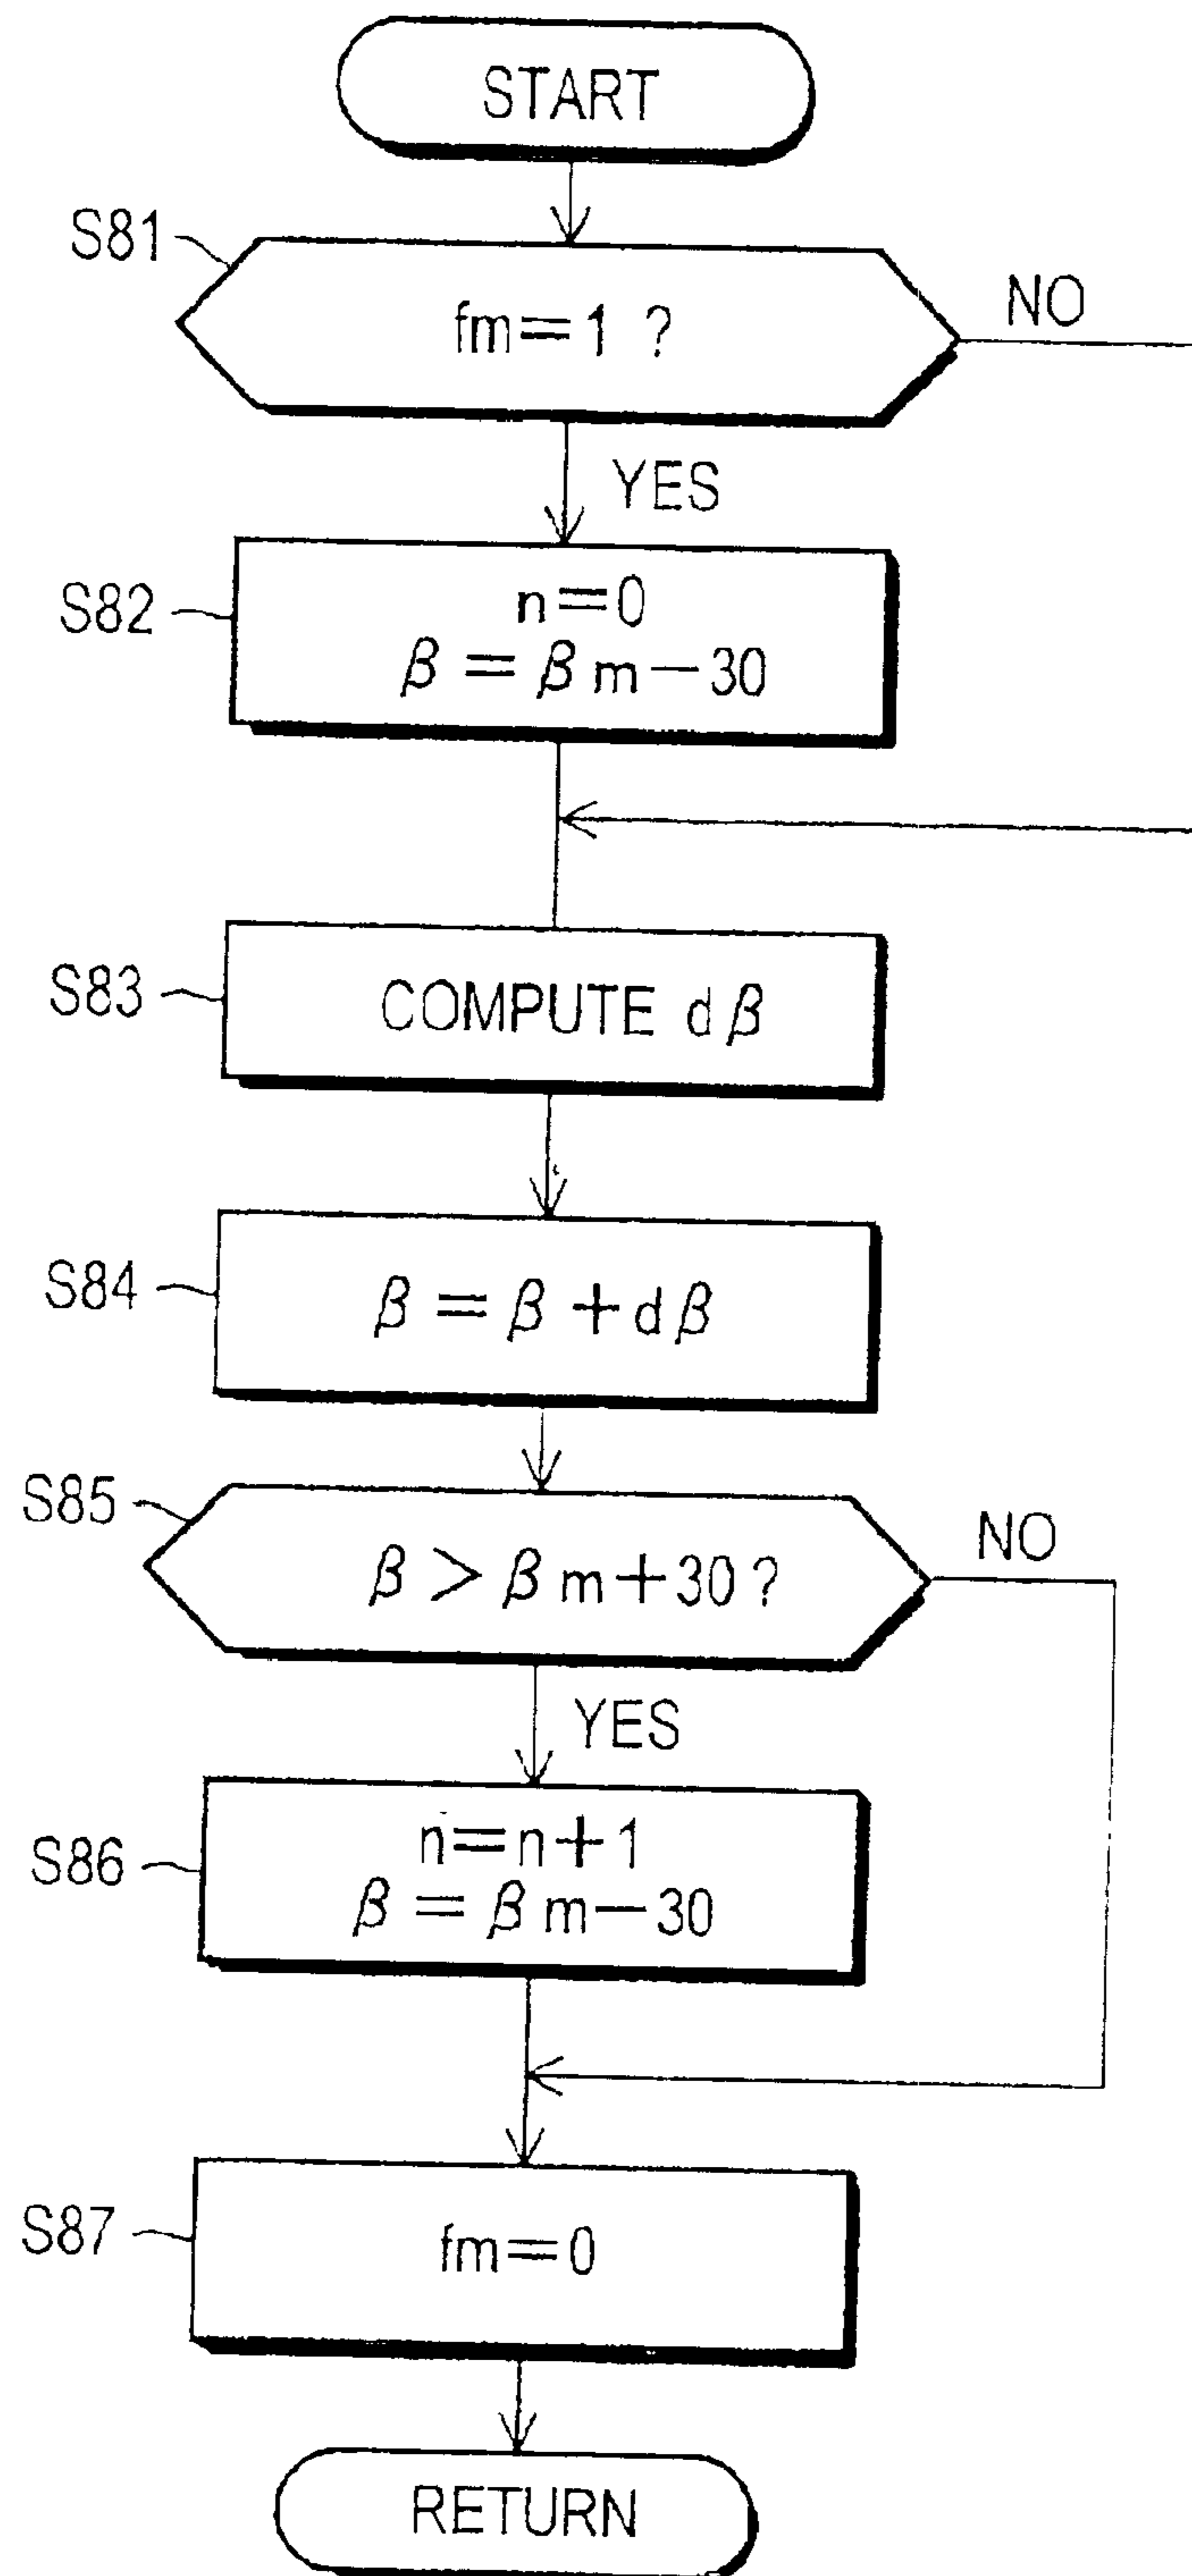 START
S81
fm=1 ?
NO
YES
S82
n=0
β=βm−30
S83
COMPUTE dβ
S84
β=β+dβ
S85
β>βm+30?
NO
YES
S86
n=n+1
β=βm−30
S87
fm=0
RETURN